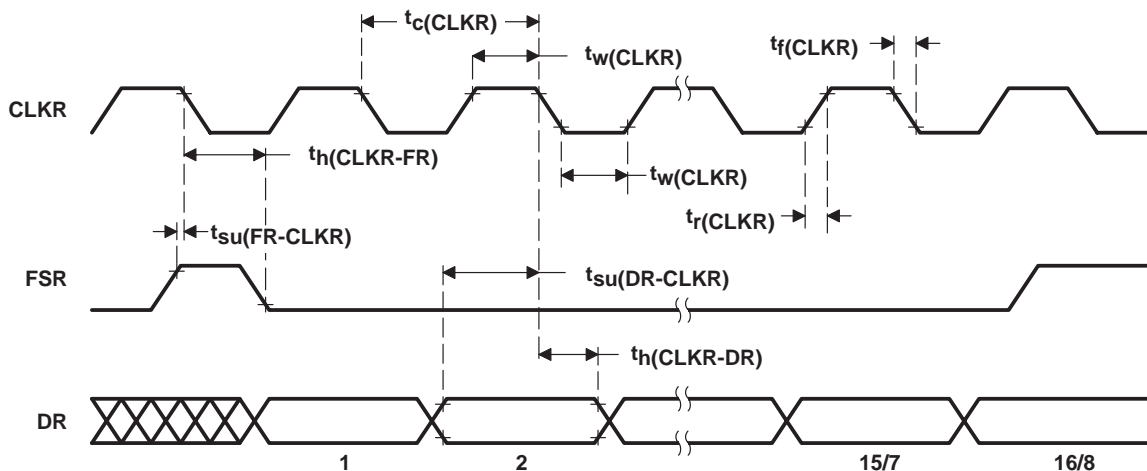 tc(CLKR)
tw(CLKR)
tf(CLKR)
CLKR
th(CLKR-FR)
tw(CLKR)
tr(CLKR)
tsu(FR-CLKR)
FSR
tsu(DR-CLKR)
th(CLKR-DR)
DR
1 2 15/7 16/8